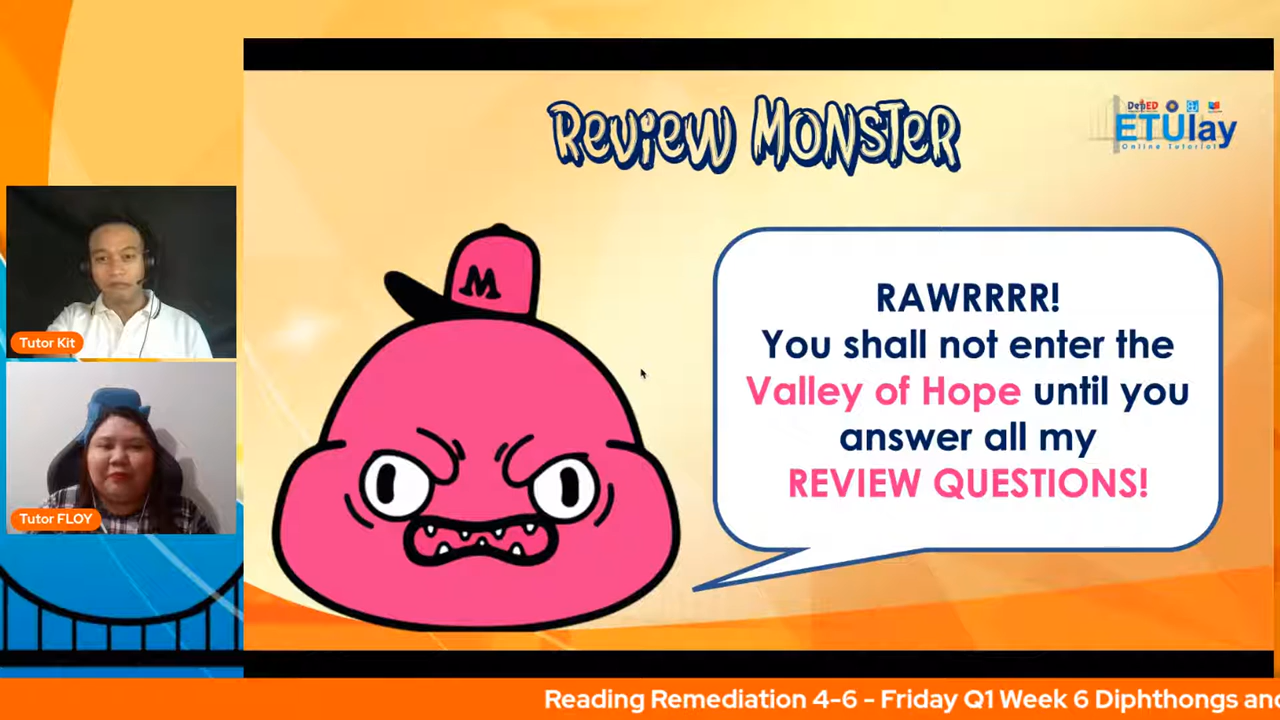 Review Monster
DepED
ETUlay
Online Tutorial
M
RAWRRRR!
You shall not enter the
Valley of Hope until you
answer all my
REVIEW QUESTIONS!
Tutor Kit
Tutor FLOY
Reading Remediation 4-6 - Friday Q1 Week 6 Diphthongs and